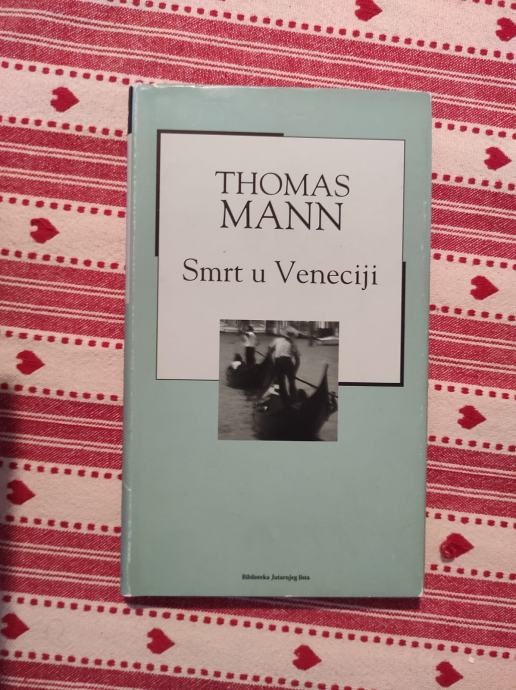 THOMAS
MANN
Smrt u Veneciji
Biblioteka Jutarnjeg lista